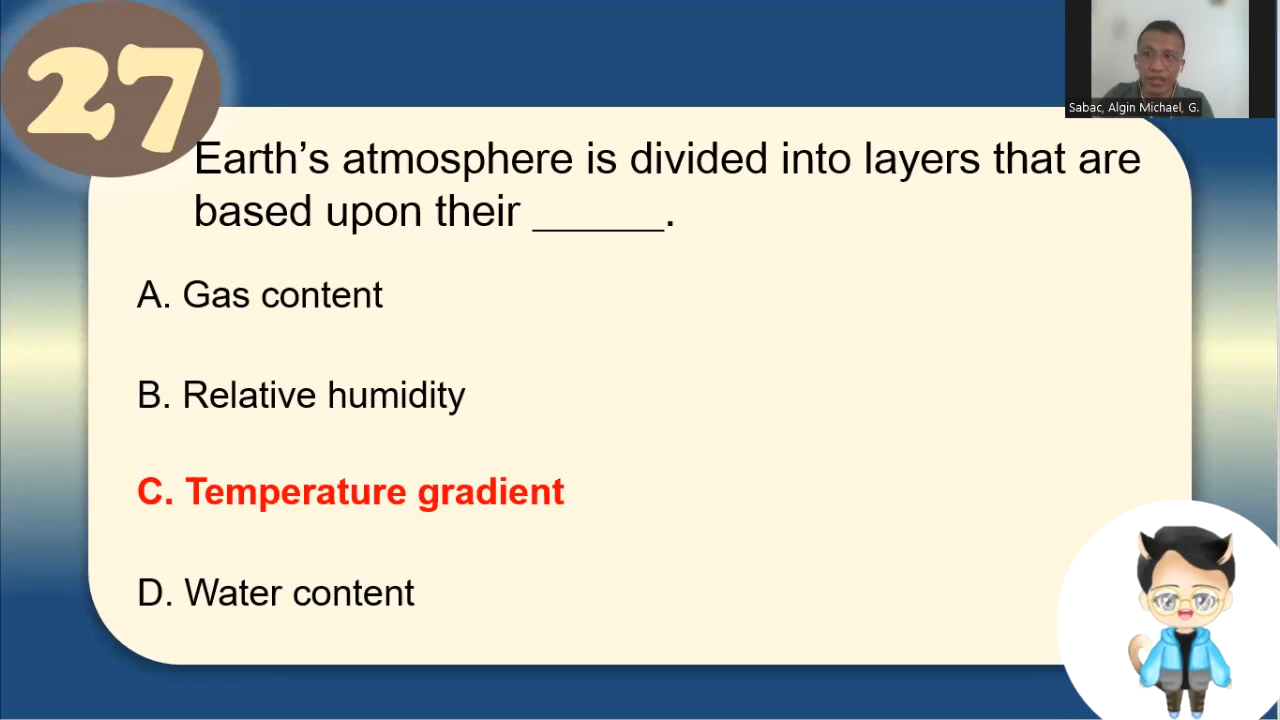 27
Sabac, Algin Michael, G.
Earth's atmosphere is divided into layers that are
based upon their ______.
A. Gas content
B. Relative humidity
C. Temperature gradient
D. Water content